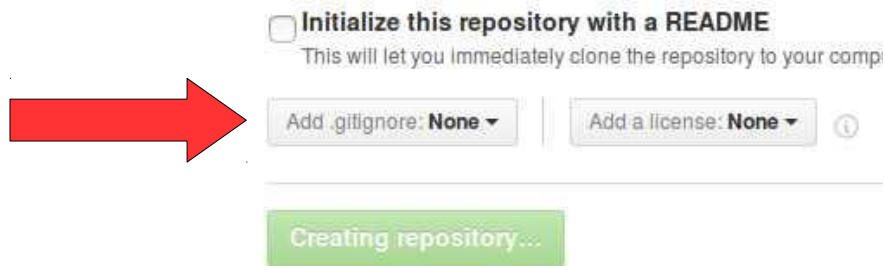 Initialize this repository with a README
This will let you immediately clone the repository to your
Add .gitignore: None
Add a license: None
Creating repository...